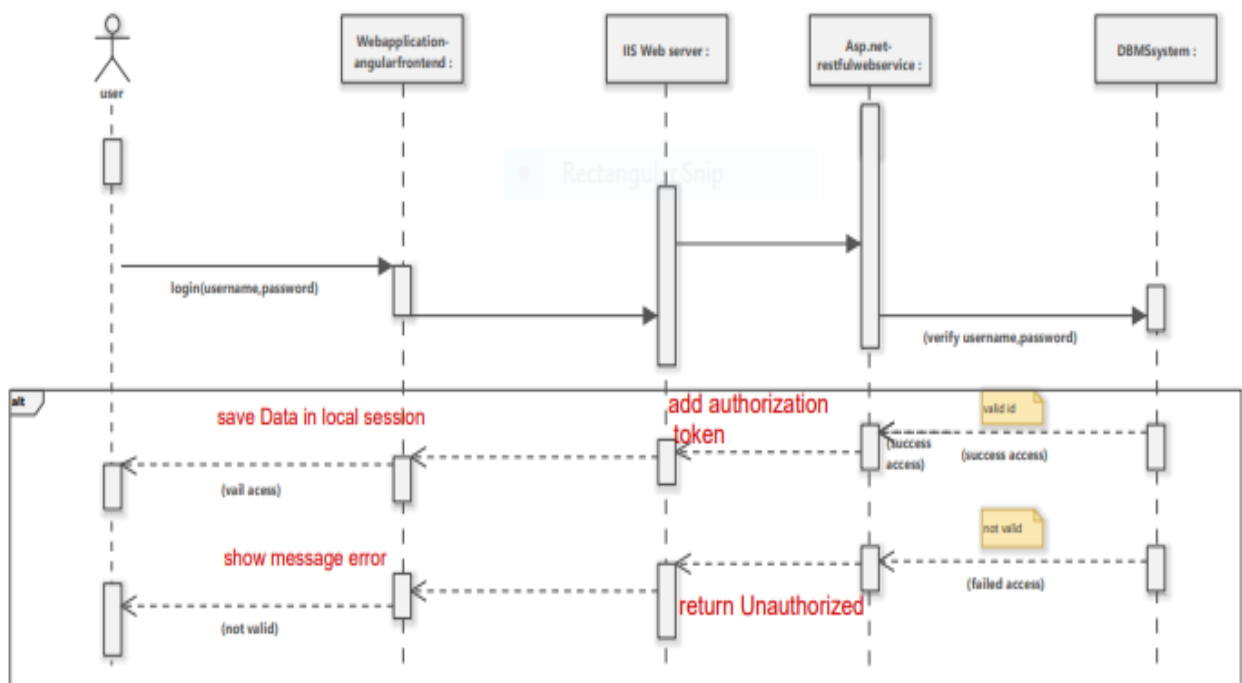 Webapplication-
angularfrontend :
IIS Web server :
Asp.net-
restfulwebservice :
DBMSsystem :
user
Rectangular Snip
login(username,password)
(verify username,password)
alt
save Data in local session
add authorization
token
valid id
(success
access)
(success access)
(vail acess)
not valid
show message error
(failed access)
return Unauthorized
(not valid)